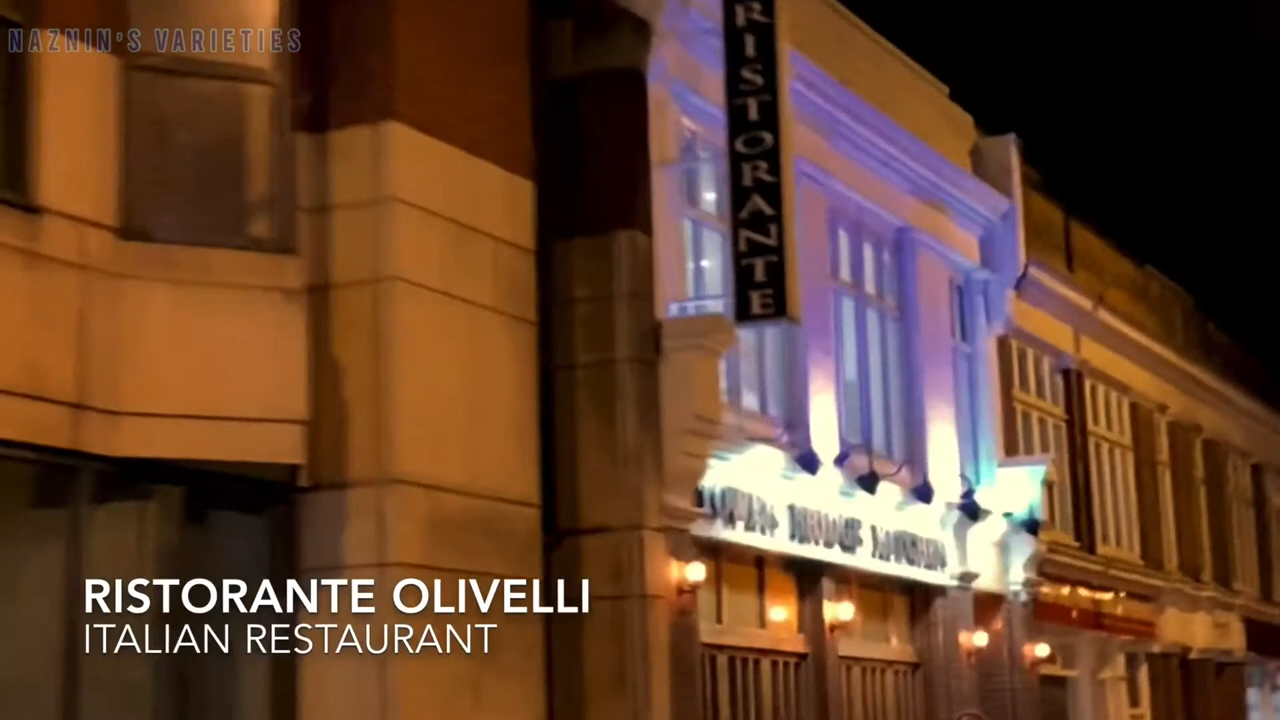 NAZNIN'S VARIETIES
RISTORANTE
RISTORANTE OLIVELLI
ITALIAN RESTAURANT